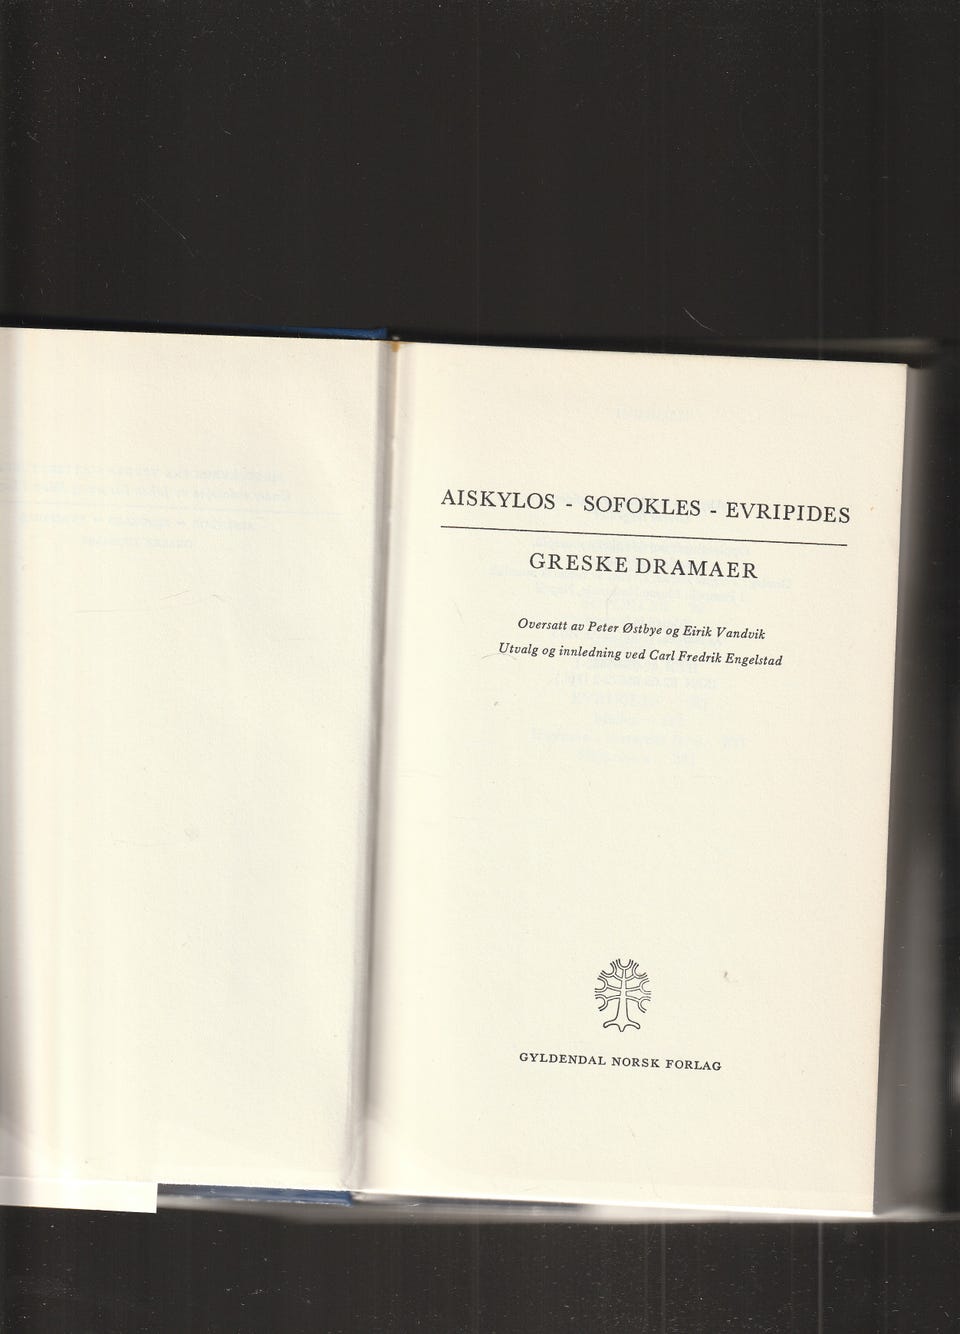 AISKYLOS - SOFOKLES - EVRIPIDES
GRESKE DRAMAER
Oversatt av Peter Østbye og Eirik Vandvik
Utvalg og innledning ved Carl Fredrik Engelstad
GYLDENDAL NORSK FORLAG